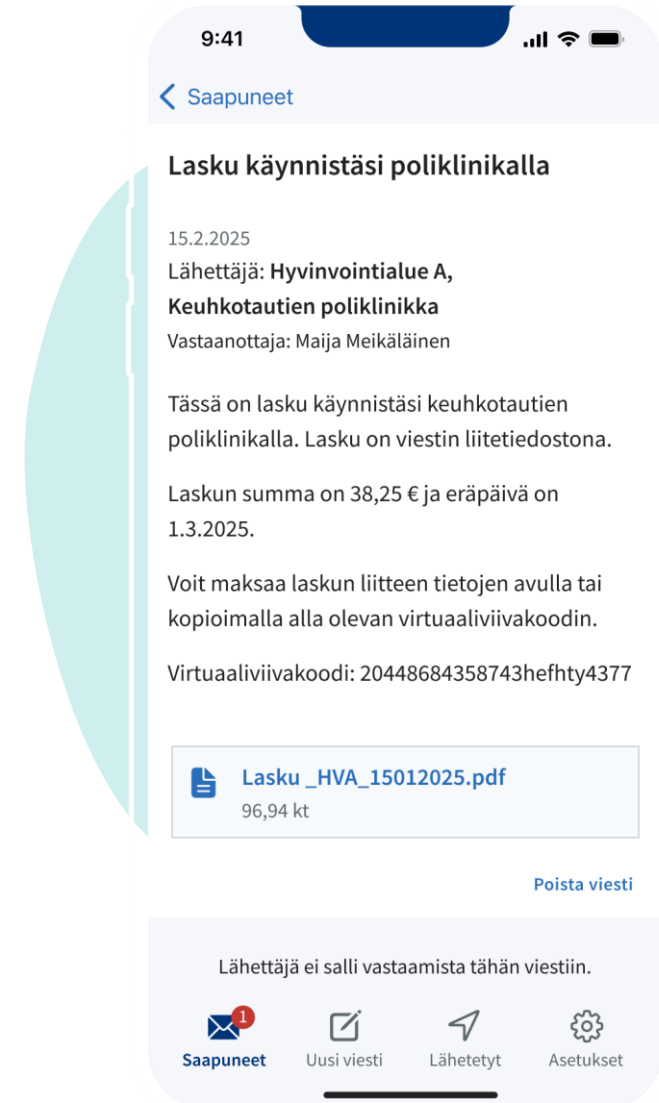 9:41
Saapuneet
Lasku käynnistäsi poliklinikalla
15.2.2025
Lähettäjä: Hyvinvointialue A,
Keuhkotautien poliklinikka
Vastaanottaja: Maija Meikäläinen
Tässä on lasku käynnistäsi keuhkotautien
poliklinikalla. Lasku on viestin liitetiedostona.
Laskun summa on 38,25 € ja eräpäivä on
1.3.2025.
Voit maksaa laskun liitteen tietojen avulla tai
kopioimalla alla olevan virtuaaliviivakoodin.
Virtuaaliviivakoodi: 20448684358743hefhty4377
Lasku _HVA_15012025.pdf
96,94 kt
Poista viesti
Lähettäjä ei salli vastaamista tähän viestiin.
1
Saapuneet Uusi viesti Lähetetyt Asetukset